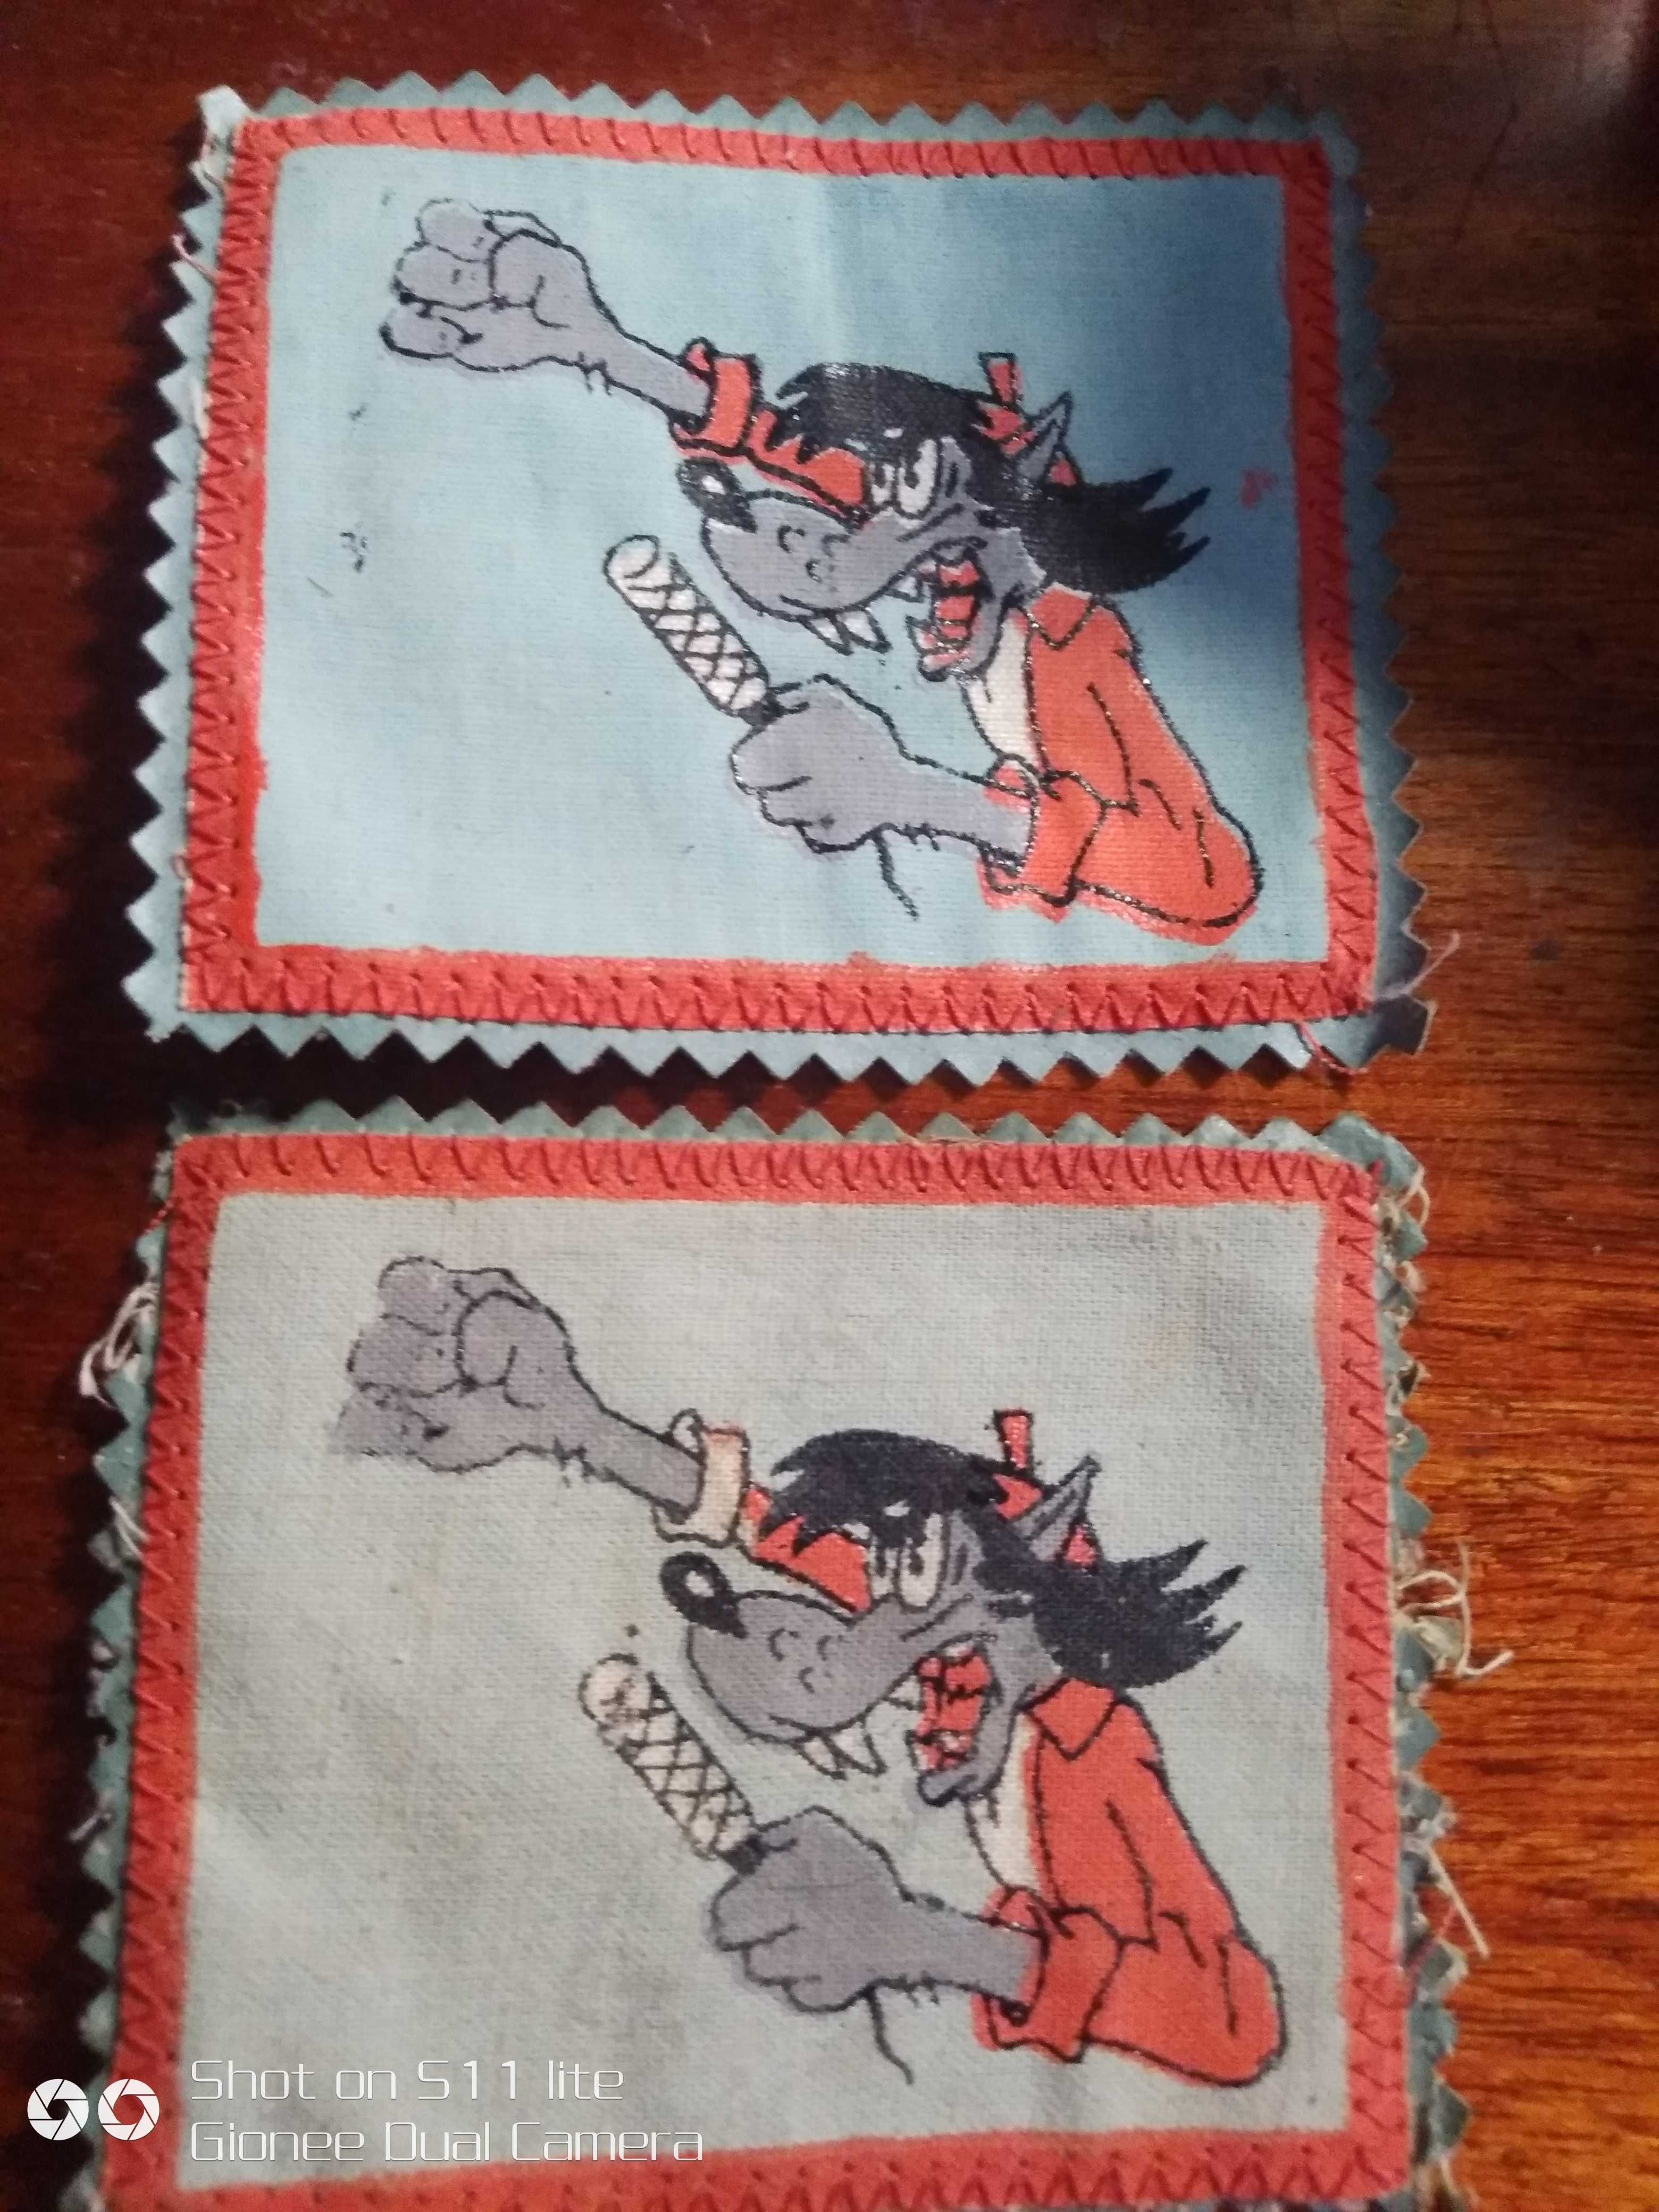 Shot on S11 lite
Gionee Dual Camera